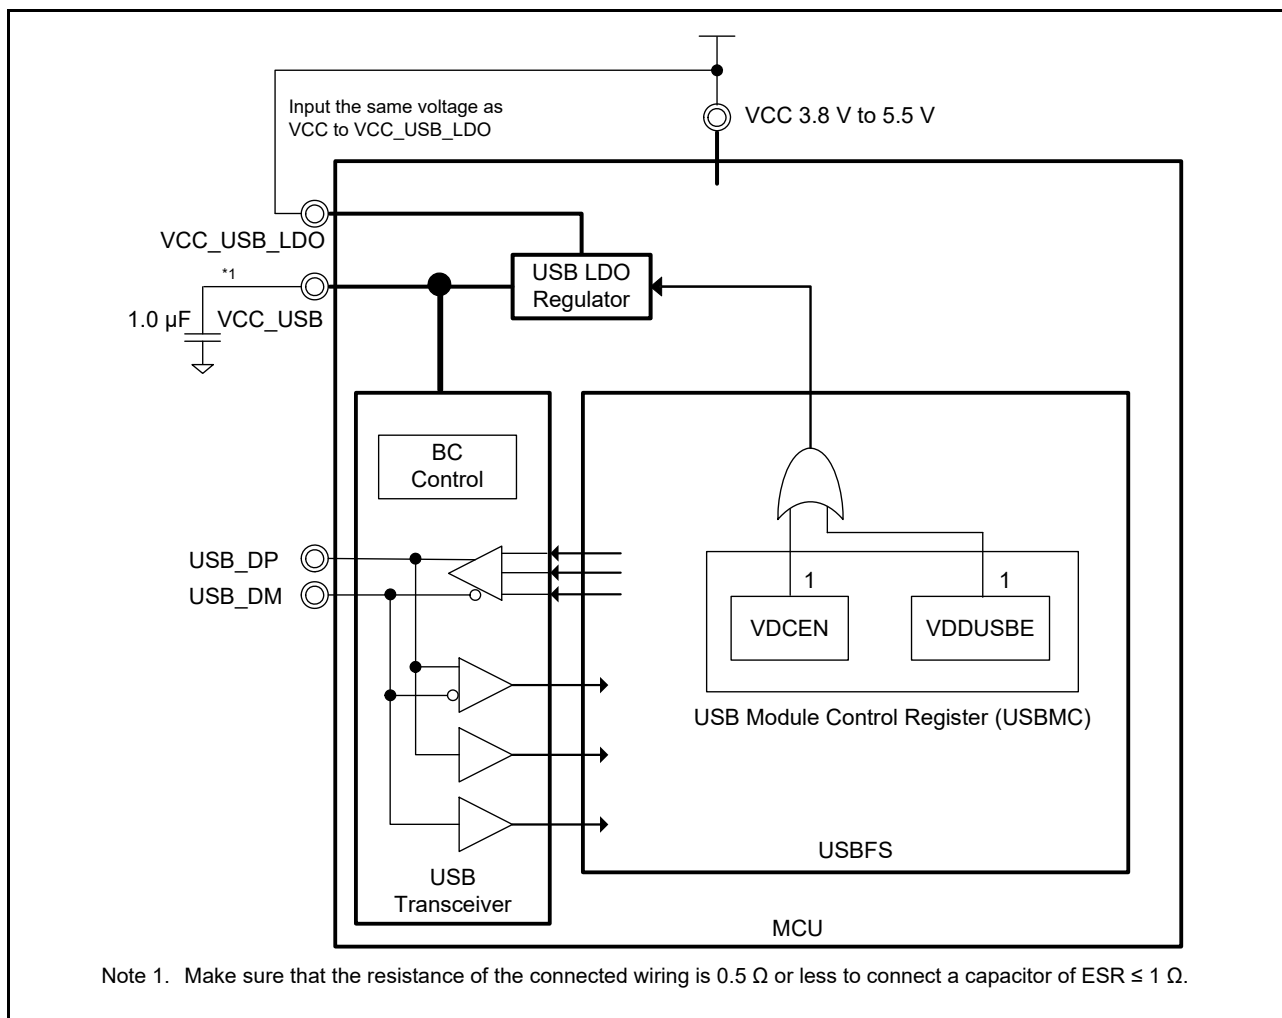 Input the same voltage as
VCC to VCC_USB_LDO
VCC 3.8 V to 5.5 V
VCC_USB_LDO
*1
1.0 µF
VCC_USB
USB LDO
Regulator
BC
Control
USB_DP
USB_DM
1
1
VDCEN
VDDUSBE
USB Module Control Register (USBMC)
USBFS
USB
Transceiver
MCU
Note 1. Make sure that the resistance of the connected wiring is 0.5 Ω or less to connect a capacitor of ESR ≤ 1 Ω.